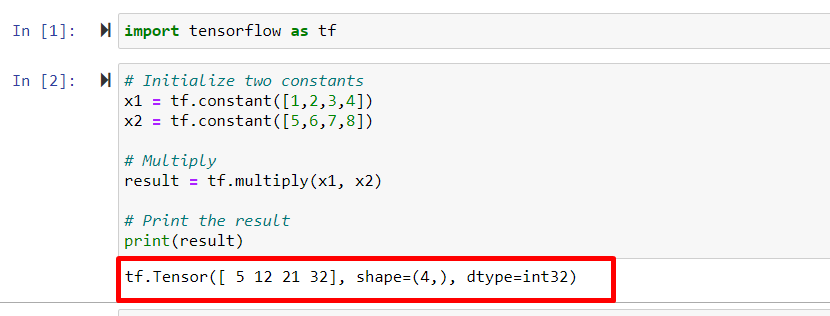 In [1]: import tensorflow as tf
In [2]: # Initialize two constants
x1 = tf.constant([1,2,3,4])
x2 = tf.constant([5,6,7,8])
# Multiply
result = tf.multiply(x1, x2)
# Print the result
print(result)
tf.Tensor([ 5 12 21 32], shape=(4,), dtype=int32)